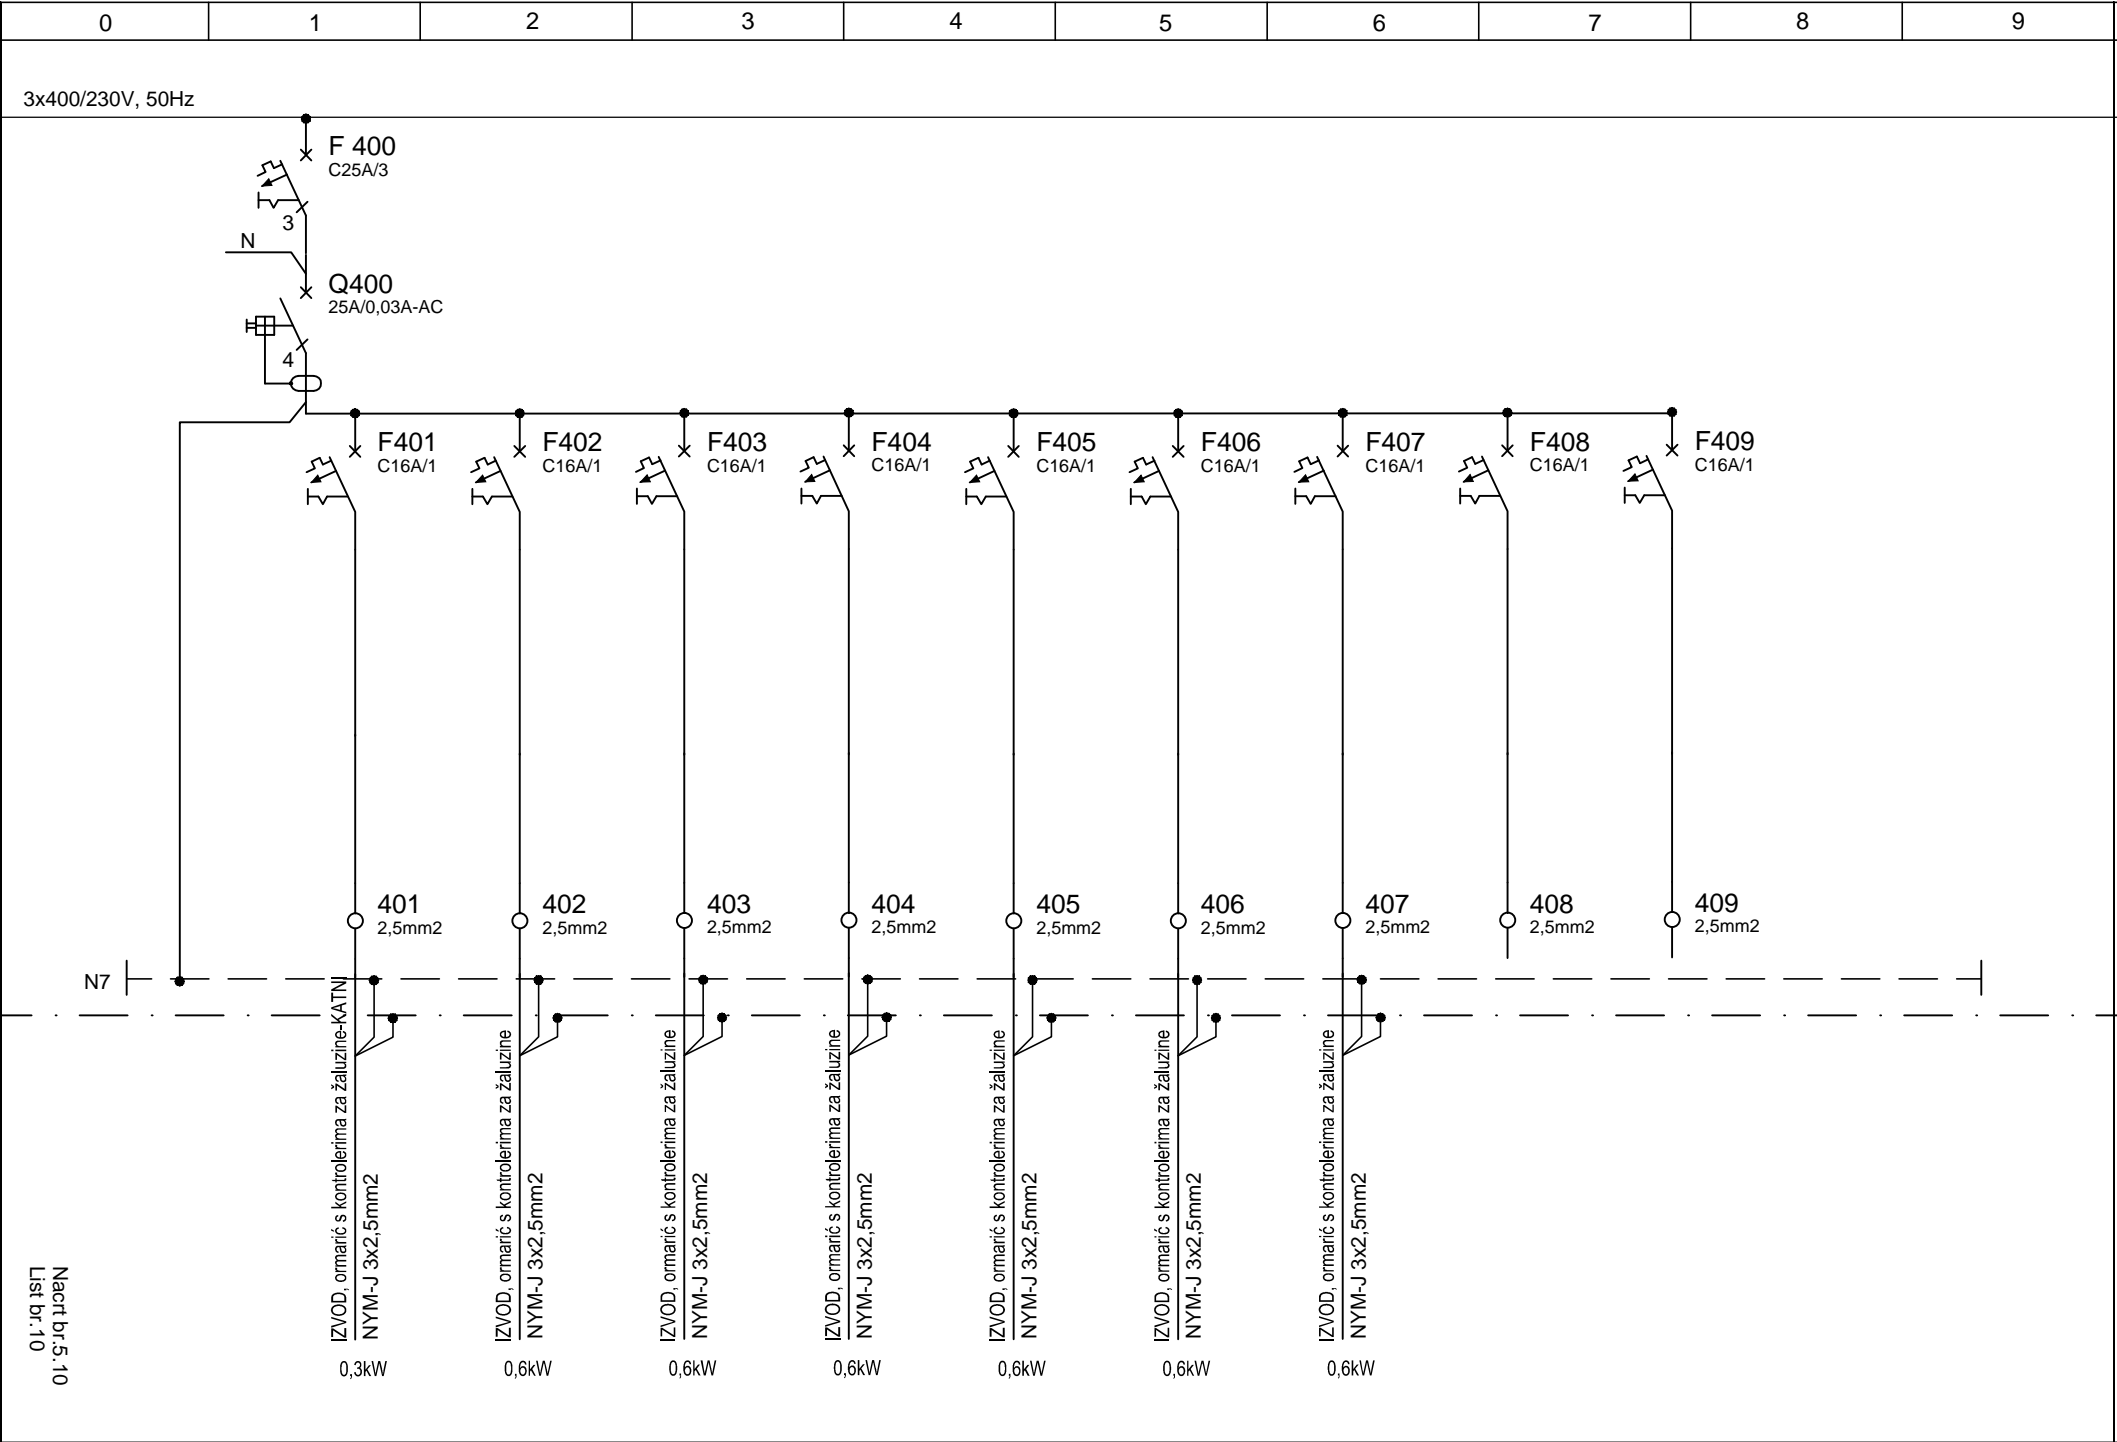 0 1 2 3 4 5 6 7 8 9
3x400/230V, 50Hz
F 400
C25A/3
3
N
Q400
25A/0,03A-AC
4
F401 F402 F403 F404 F405 F406 F407 F408 F409
C16A/1 C16A/1 C16A/1 C16A/1 C16A/1 C16A/1 C16A/1 C16A/1 C16A/1
401 402 403 404 405 406 407 408 409
2,5mm2 2,5mm2 2,5mm2 2,5mm2 2,5mm2 2,5mm2 2,5mm2 2,5mm2 2,5mm2
N7
IZVOD, ormarić s kontrolerima za žaluzine-KATNI
NYM-J 3x2,5mm2
IZVOD, ormarić s kontrolerima za žaluzine
NYM-J 3x2,5mm2
IZVOD, ormarić s kontrolerima za žaluzine
NYM-J 3x2,5mm2
IZVOD, ormarić s kontrolerima za žaluzine
NYM-J 3x2,5mm2
IZVOD, ormarić s kontrolerima za žaluzine
NYM-J 3x2,5mm2
IZVOD, ormarić s kontrolerima za žaluzine
NYM-J 3x2,5mm2
IZVOD, ormarić s kontrolerima za žaluzine
NYM-J 3x2,5mm2
0,3kW 0,6kW 0,6kW 0,6kW 0,6kW 0,6kW 0,6kW
Nacrt br.5.10
List br.10